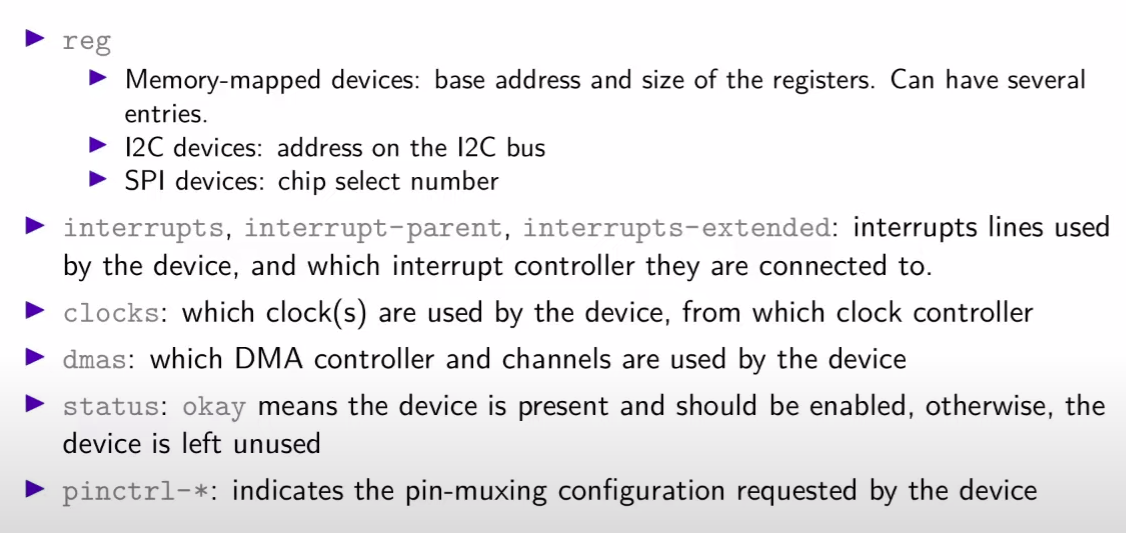 reg
Memory-mapped devices: base address and size of the registers. Can have several
entries.
I2C devices: address on the I2C bus
SPI devices: chip select number
interrupts, interrupt-parent, interrupts-extended: interrupts lines used
by the device, and which interrupt controller they are connected to.
clocks: which clock(s) are used by the device, from which clock controller
dmas: which DMA controller and channels are used by the device
status: okay means the device is present and should be enabled, otherwise, the
device is left unused
pinctrl-*: indicates the pin-muxing configuration requested by the device